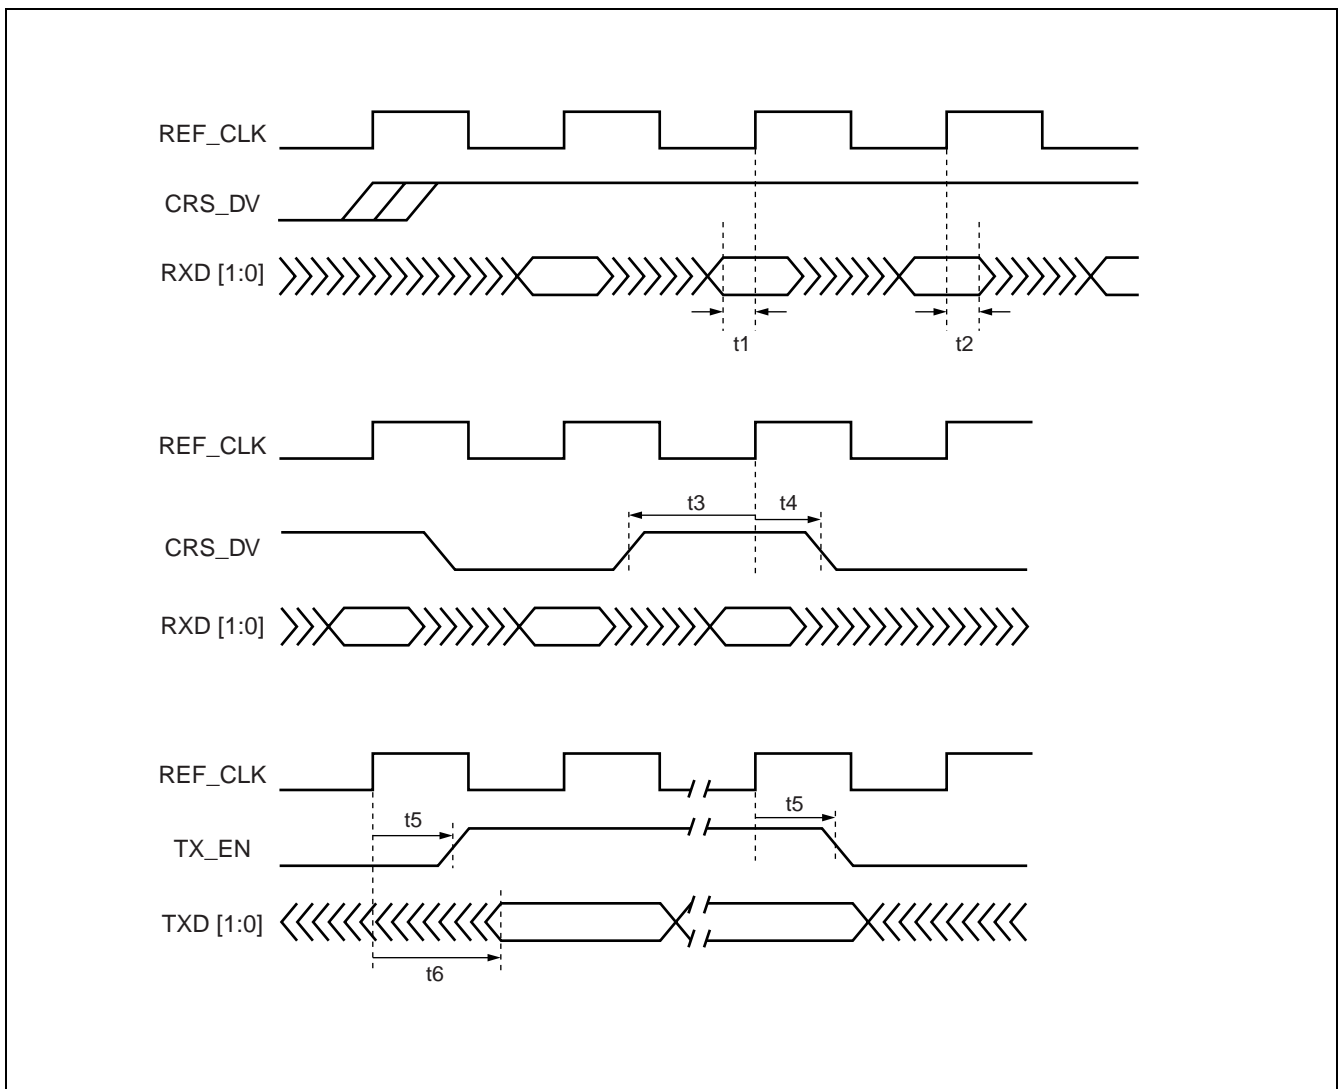 REF_CLK
CRS_DV
RXD [1:0]
t1
t2
REF_CLK
t3
t4
CRS_DV
RXD [1:0]
REF_CLK
t5
t5
TX_EN
TXD [1:0]
t6